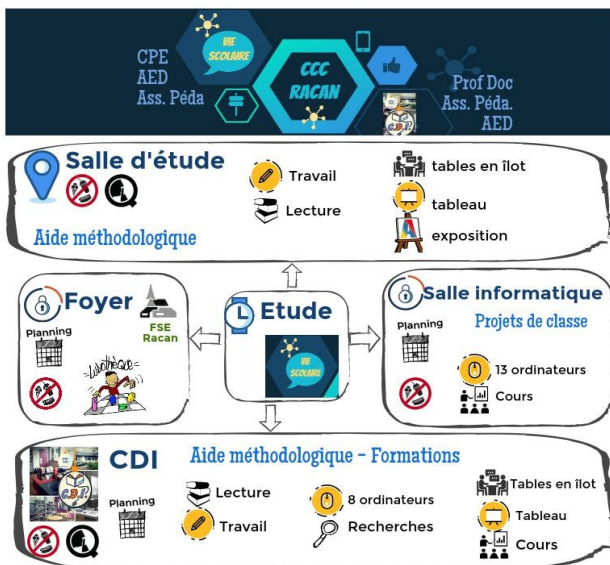 CPE
AED
Ass. Péda
VIE
SCOLAIRE
CCC
RACAN
Prof Doc
Ass. Péda.
AED
C.D.I.
Salle d'étude
Aide méthodologique
Travail
Lecture
tables en îlot
tableau
exposition
Foyer
Planning
FSE
Racan
Ludothèque
Etude
VIE
SCOLAIRE
Salle informatique
Planning
Projets de classe
13 ordinateurs
Cours
CDI
C.D.I.
Aide méthodologique – Formations
Planning
Lecture
Travail
8 ordinateurs
Recherches
Tables en îlot
Tableau
Cours